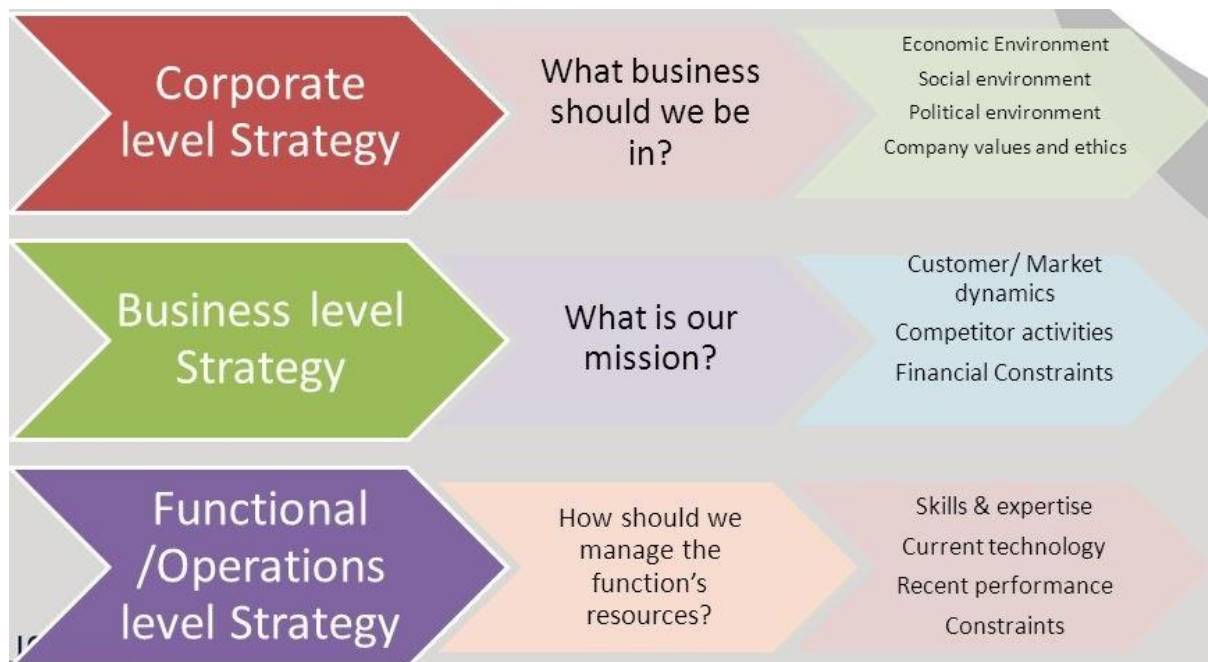 Corporate
level Strategy
What business
should we be
in?
Economic Environment
Social environment
Political environment
Company values and ethics
Business level
Strategy
What is our
mission?
Customer/ Market
dynamics
Competitor activities
Financial Constraints
Functional
/Operations
level Strategy
How should we
manage the
function’s
resources?
Skills & expertise
Current technology
Recent performance
Constraints